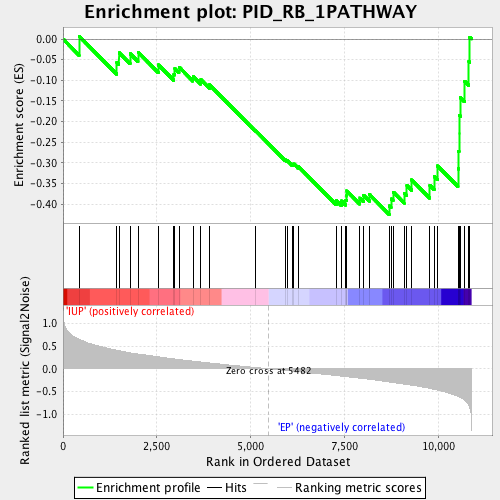 Enrichment plot: PID_RB_1PATHWAY
Enrichment score (ES)
0.00
-0.05
-0.10
-0.15
-0.20
-0.25
-0.30
-0.35
-0.40
'IUP' (positively correlated)
Ranked list metric (Signal2Noise)
1.0
0.5
0.0
-0.5
-1.0
Zero cross at 5482
'EP' (negatively correlated)
0
2,500
5,000
7,500
10,000
Rank in Ordered Dataset
Enrichment profile
Hits
Ranking metric scores